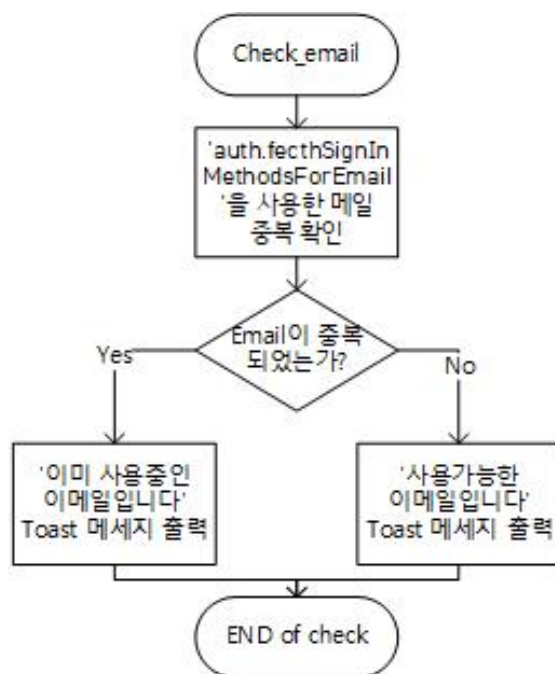 Check_email
'auth.fecthSignIn
MethodsForEmail
'을 사용한 메일
중복 확인
Email이 중복
되었는가?
Yes
No
'이미 사용중인
이메일입니다'
Toast 메세지 출력
'사용가능한
이메일입니다'
Toast 메세지 출력
END of check